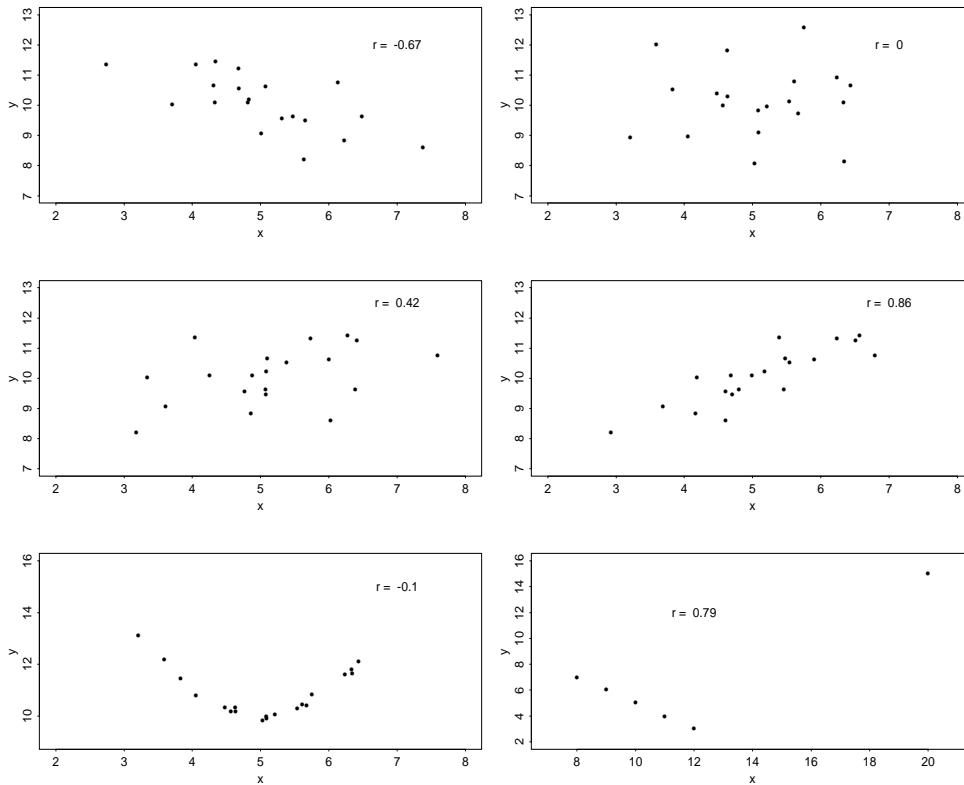 r = -0.67
y
7 8 9 10 11 12 13
2 3 4 5 6 7 8
x
r = 0
y
7 8 9 10 11 12 13
2 3 4 5 6 7 8
x
r = 0.42
y
7 8 9 10 11 12 13
2 3 4 5 6 7 8
x
r = 0.86
y
7 8 9 10 11 12 13
2 3 4 5 6 7 8
x
r = -0.1
y
10 12 14 16
2 3 4 5 6 7 8
x
r = 0.79
y
2 4 6 8 10 12 14 16
8 10 12 14 16 18 20
x